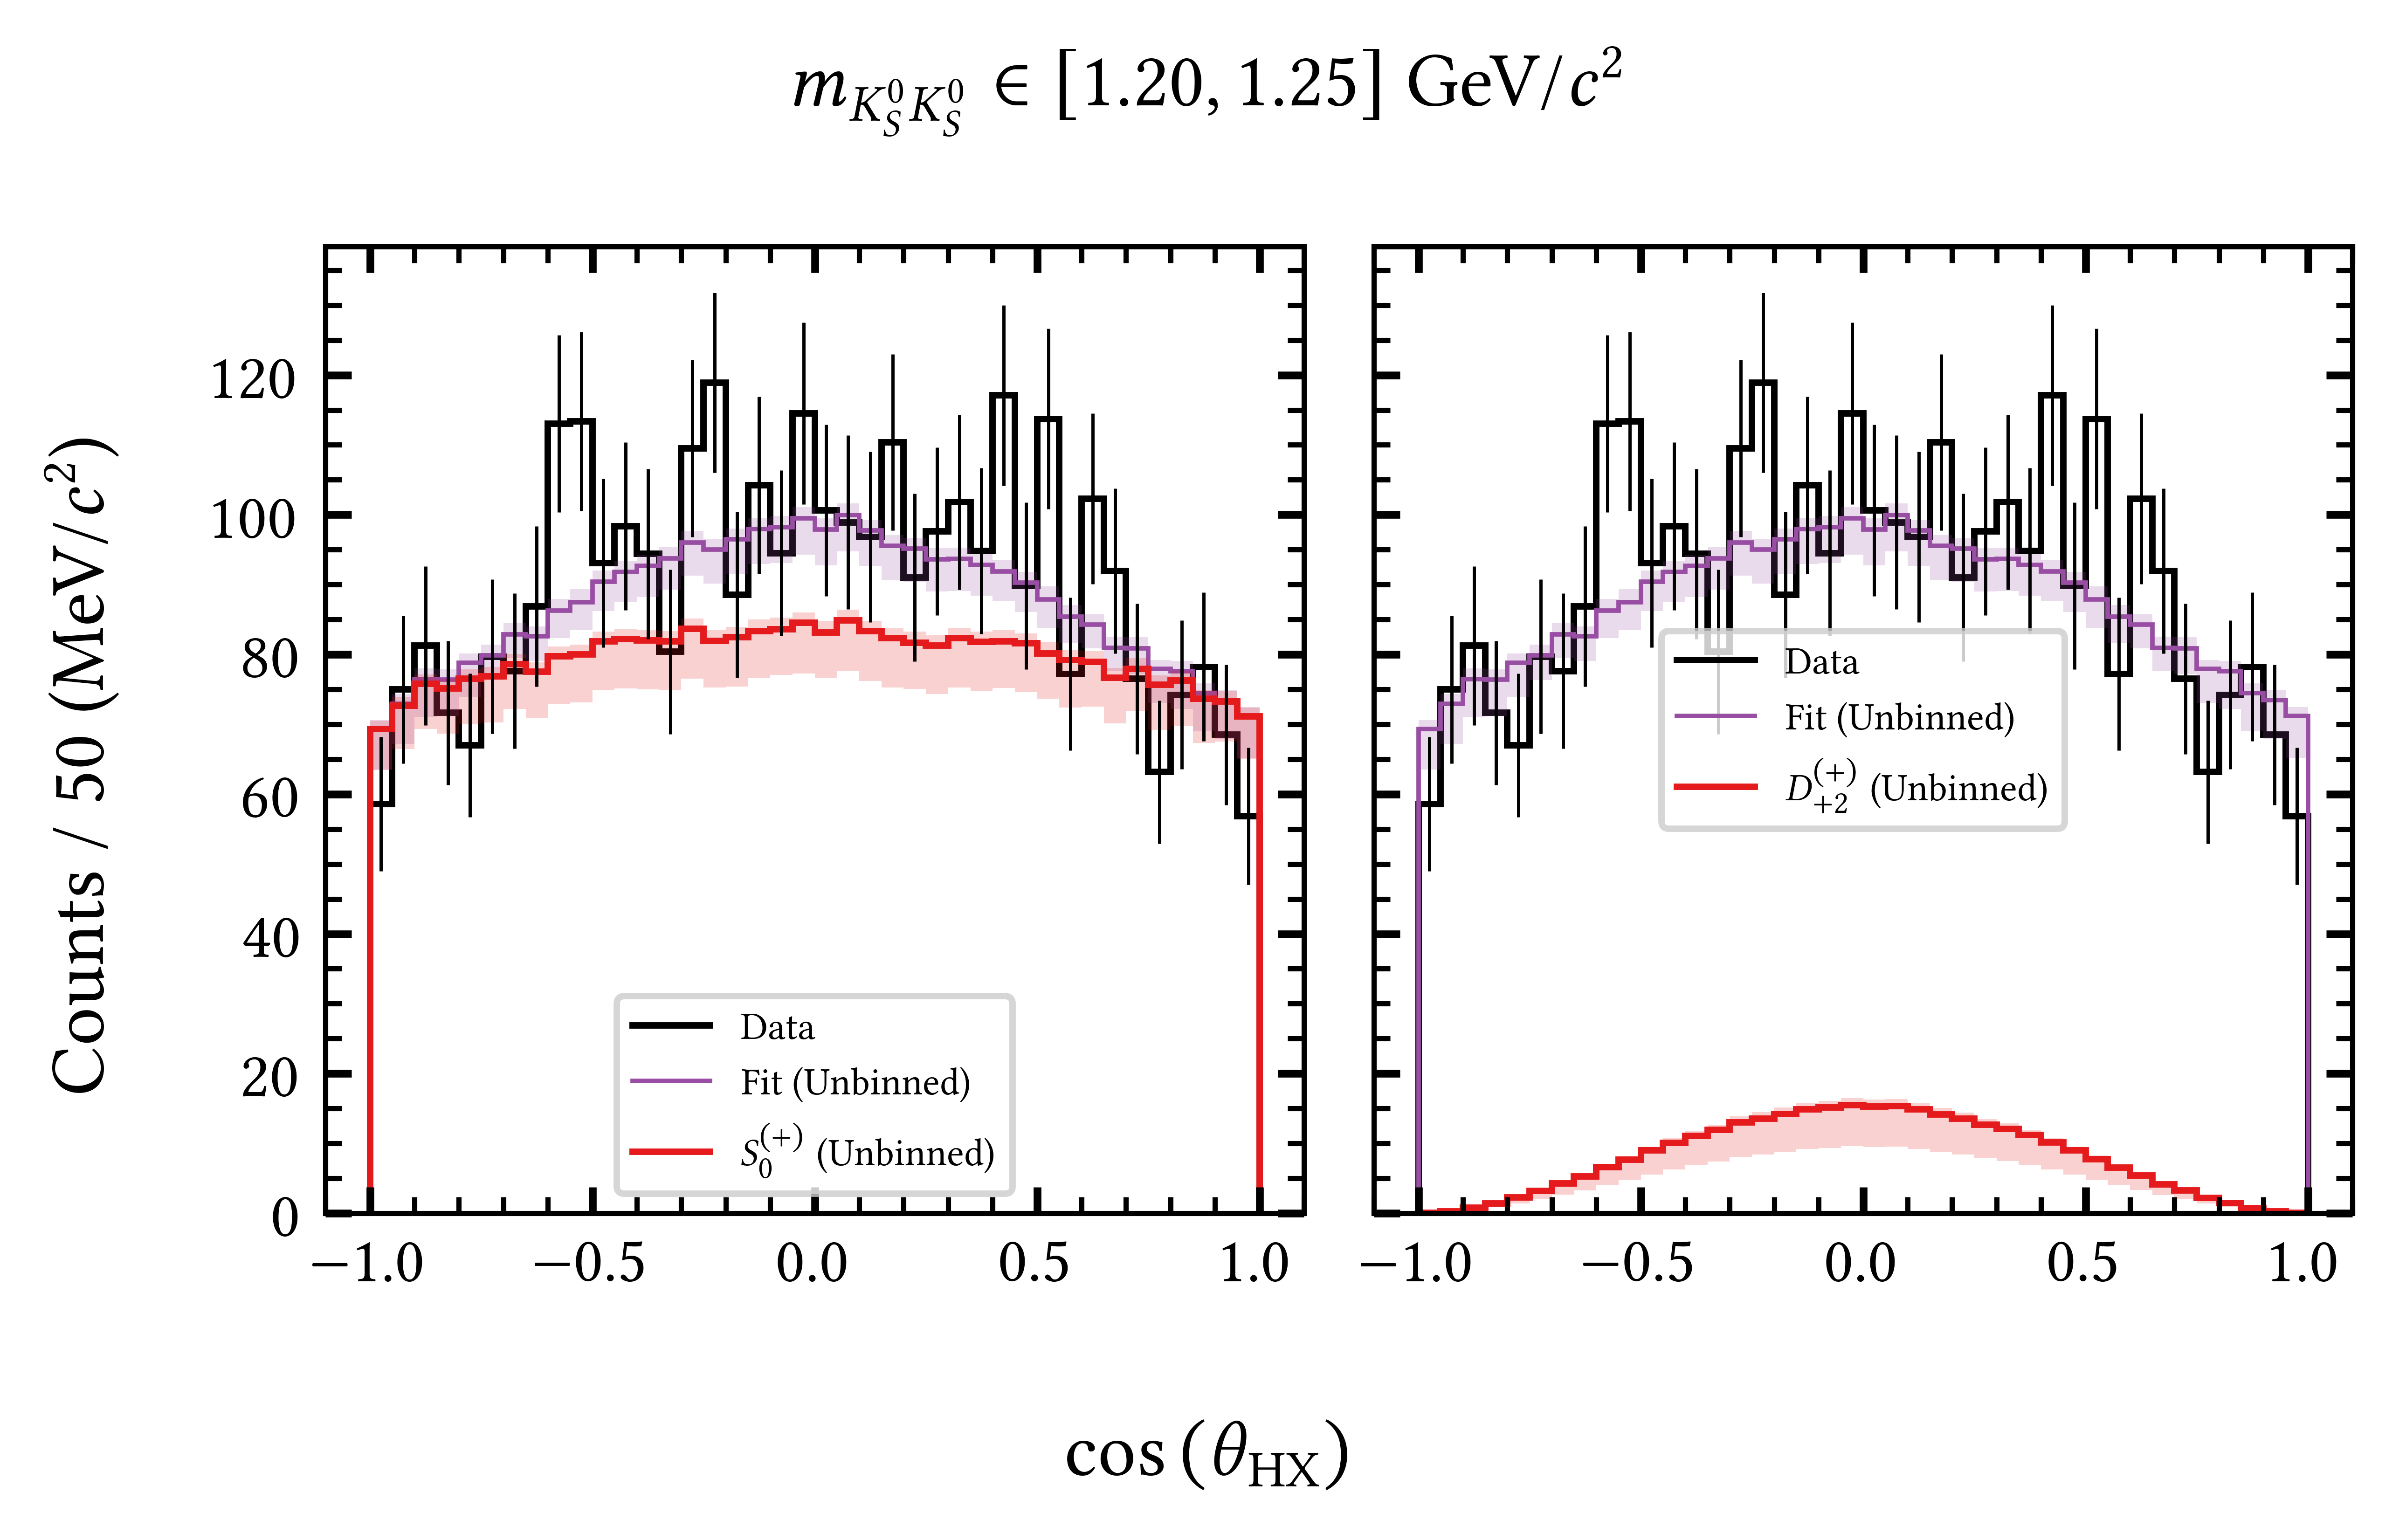 m_{K_S^0 K_S^0} ∈ [1.20, 1.25] GeV/c²
Counts / 50 (MeV/c²)
120
100
80
60
40
20
0
Data
Fit (Unbinned)
S_0^{(+)} (Unbinned)
−1.0 −0.5 0.0 0.5 1.0
Data
Fit (Unbinned)
D_{+2}^{(+)} (Unbinned)
−1.0 −0.5 0.0 0.5 1.0
cos (θ_{HX})